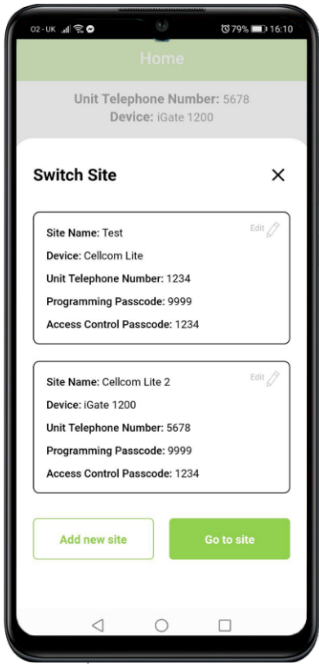 02-UK 79% 16:10
Home
Unit Telephone Number: 5678
Device: iGate 1200
Switch Site
Site Name: Test Edit
Device: Cellcom Lite
Unit Telephone Number: 1234
Programming Passcode: 9999
Access Control Passcode: 1234
Site Name: Cellcom Lite 2 Edit
Device: iGate 1200
Unit Telephone Number: 5678
Programming Passcode: 9999
Access Control Passcode: 1234
Add new site Go to site